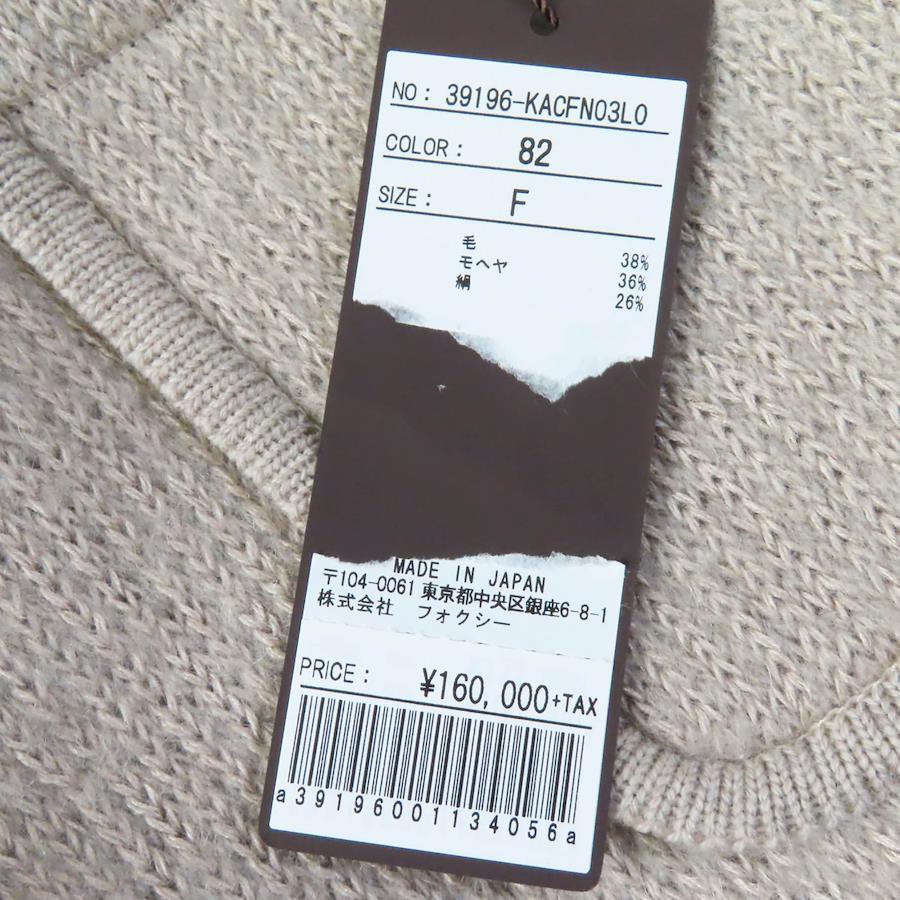 NO: 39196-KACFN03L0
COLOR: 82
SIZE: F
毛 38%
モヘヤ 36%
絹 26%
MADE IN JAPAN
〒104-0061 東京都中央区銀座6-8-1
株式会社 フォクシー
PRICE: ¥160,000+TAX
a39196001134056a